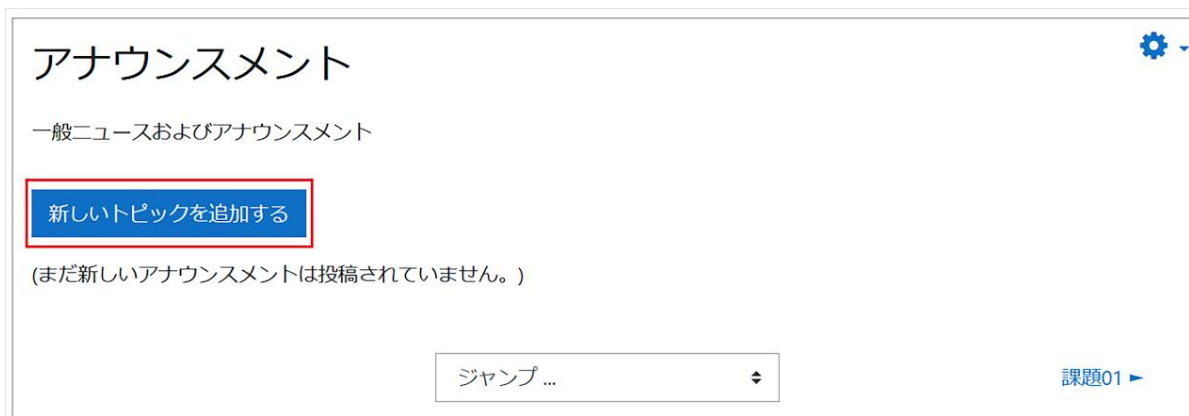 アナウンスメント
一般ニュースおよびアナウンスメント
新しいトピックを追加する
(まだ新しいアナウンスメントは投稿されていません。)
ジャンプ ...
課題01 ►